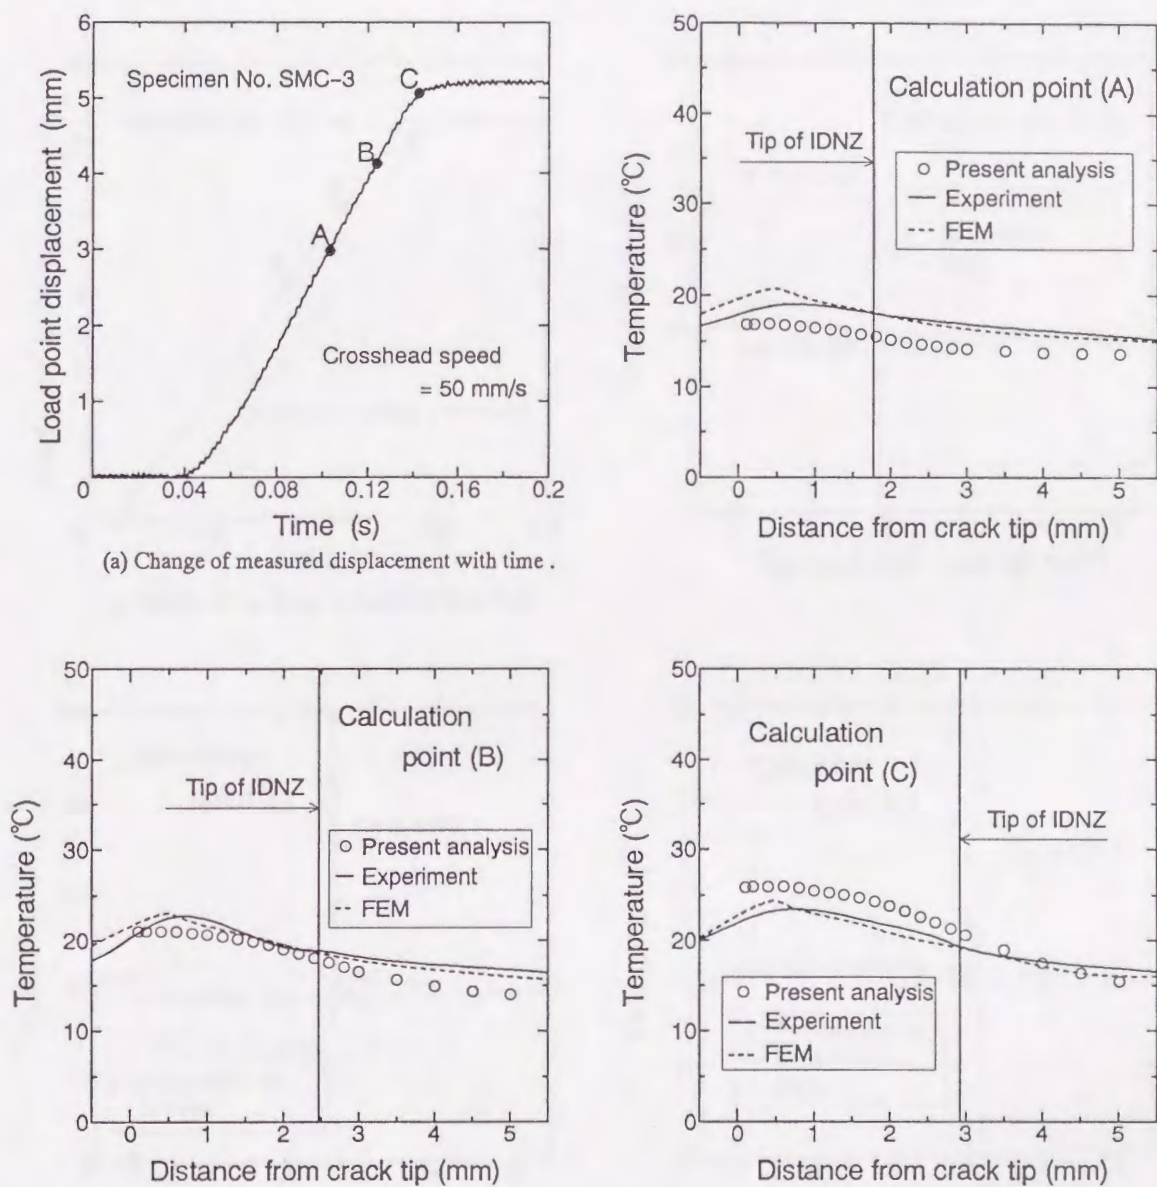 6
5
4
3
2
1
0
0.04
0.08
0.12
0.16
0.2
Load point displacement (mm)
Specimen No. SMC-3
A
B
C
Crosshead speed
= 50 mm/s
Time (s)
(a) Change of measured displacement with time .
50
40
30
20
10
0
Temperature (°C)
Calculation point (A)
Tip of IDNZ
Present analysis
Experiment
FEM
0
1
2
3
4
5
Distance from crack tip (mm)
50
40
30
20
10
0
Temperature (°C)
Calculation
point (B)
Tip of IDNZ
Present analysis
Experiment
FEM
0
1
2
3
4
5
Distance from crack tip (mm)
50
40
30
20
10
0
Temperature (°C)
Calculation
point (C)
Tip of IDNZ
Present analysis
Experiment
FEM
0
1
2
3
4
5
Distance from crack tip (mm)